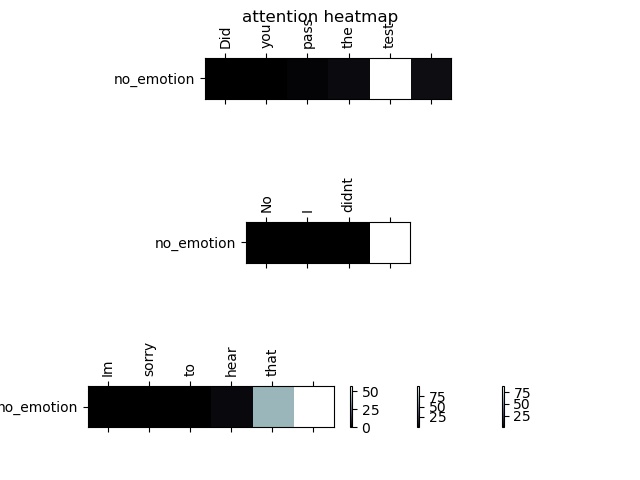 attention heatmap
Did you pass the test
no_emotion
No I didnt
no_emotion
Im sorry to hear that
no_emotion
50
25
0
75
50
25
75
50
25